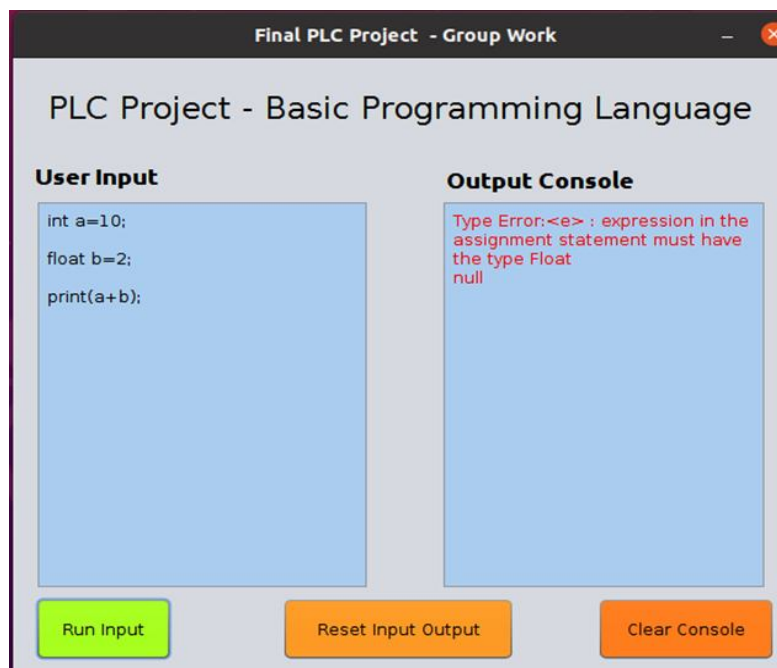 Final PLC Project - Group Work
PLC Project - Basic Programming Language
User Input
int a=10;
float b=2;
print(a+b);
Output Console
Type Error:<e> : expression in the
assignment statement must have
the type Float
null
Run Input
Reset Input Output
Clear Console